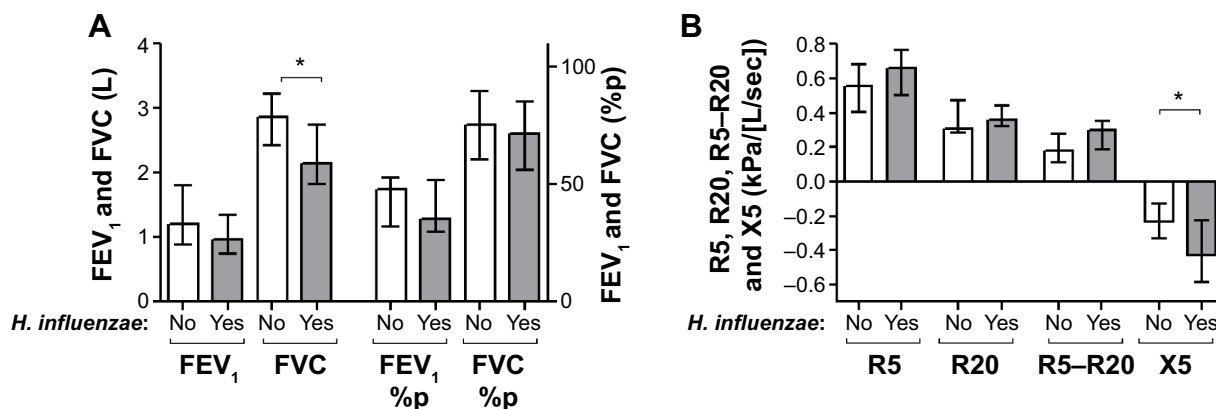 A
FEV1 and FVC (L)
4
3
2
1
0
*
100
50
0
FEV1 and FVC (%p)
H. influenzae: No Yes No Yes No Yes No Yes
FEV1 FVC FEV1 %p FVC %p
B
R5, R20, R5–R20
and X5 (kPa/[L/sec])
0.8
0.6
0.4
0.2
0.0
−0.2
−0.4
−0.6
*
H. influenzae: No Yes No Yes No Yes No Yes
R5 R20 R5–R20 X5